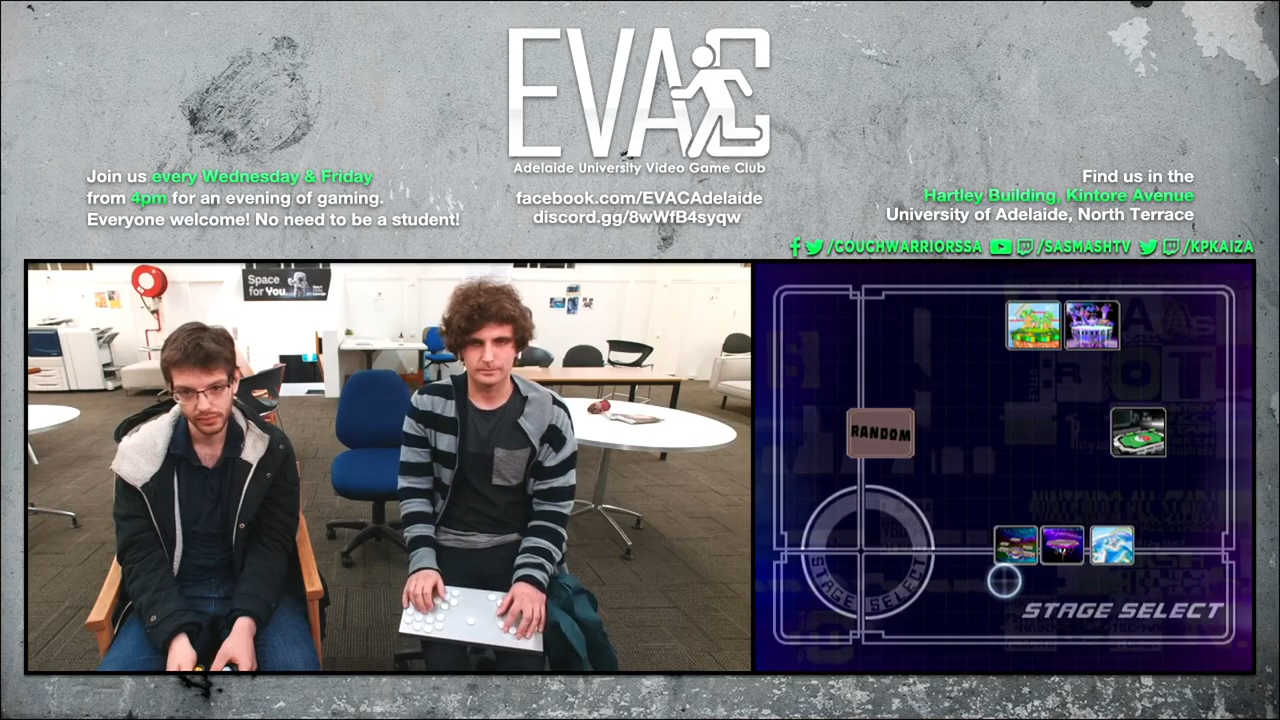 EVAC
Adelaide University Video Game Club
Join us every Wednesday & Friday
from 4pm for an evening of gaming.
Everyone welcome! No need to be a student!
facebook.com/EVACAdelaide
discord.gg/8wWfB4syqw
Find us in the
Hartley Building, Kintore Avenue
University of Adelaide, North Terrace
/COUCHWARRIORSSA /SASMASHTV /KPKAIZA
Space
for You
RANDOM
STAGE SELECT
STAGE SELECT